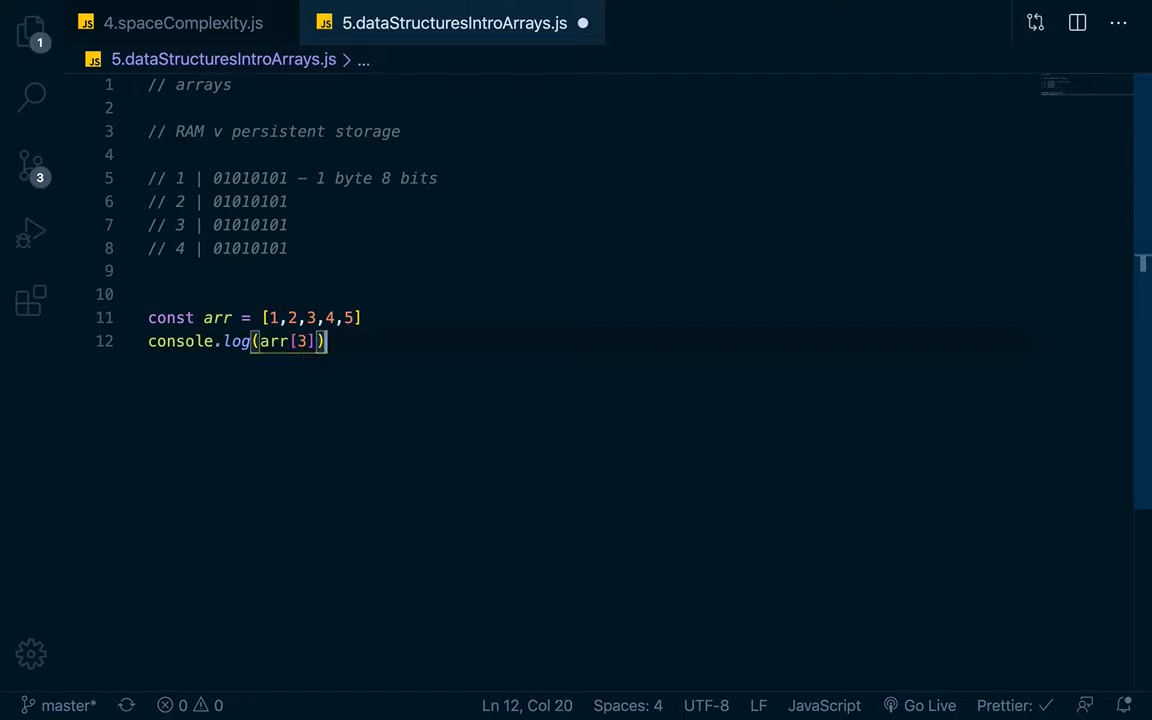 JS 4.spaceComplexity.js
JS 5.dataStructuresIntroArrays.js
JS 5.dataStructuresIntroArrays.js > ...
1
3
1 // arrays
2
3 // RAM v persistent storage
4
5 // 1 | 01010101 - 1 byte 8 bits
6 // 2 | 01010101
7 // 3 | 01010101
8 // 4 | 01010101
9
10
11 const arr = [1,2,3,4,5]
12 console.log(arr[3])
master* 0 0 Ln 12, Col 20 Spaces: 4 UTF-8 LF JavaScript Go Live Prettier: ✓